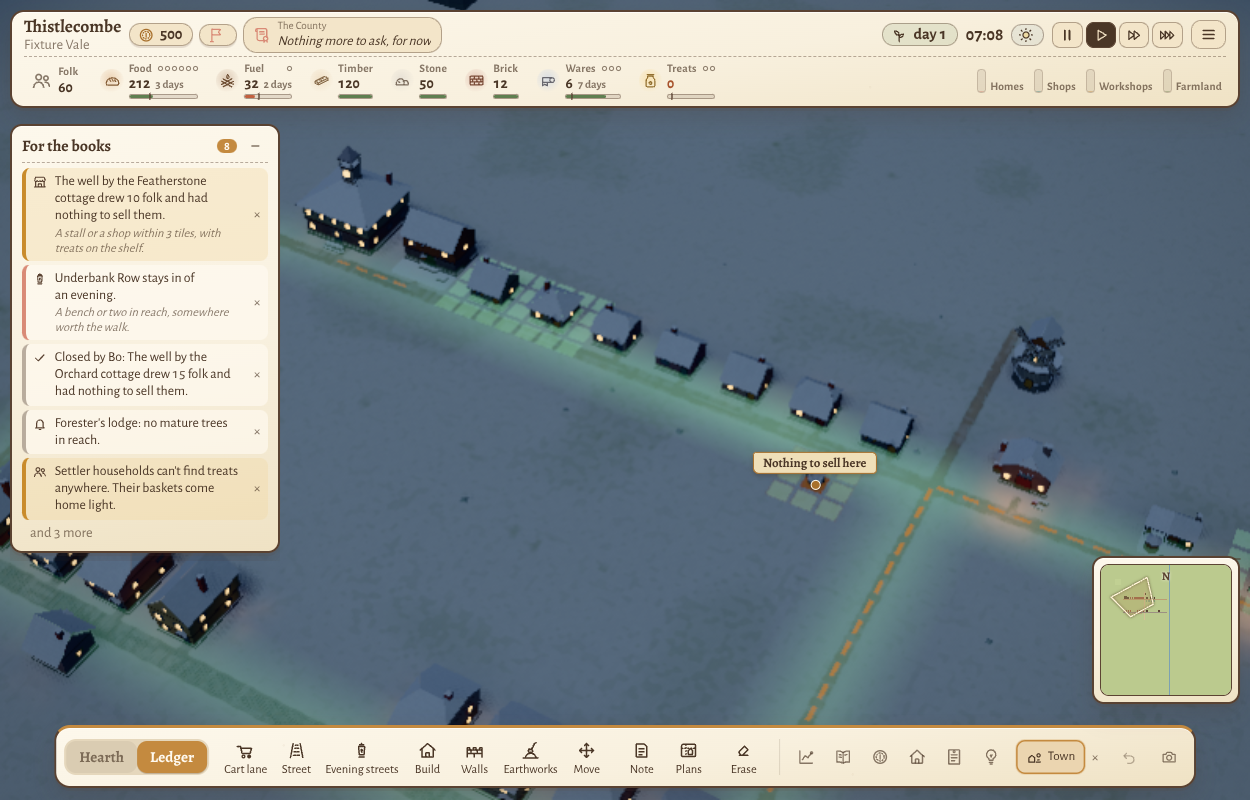 Thistlecombe
Fixture Vale
500
The County
Nothing more to ask, for now
day 1
07:08
Folk
60
Food
212 3 days
Fuel
32 2 days
Timber
120
Stone
50
Brick
12
Wares
6 7 days
Treats
0
Homes
Shops
Workshops
Farmland
For the books
8
The well by the Featherstone
cottage drew 10 folk and had
nothing to sell them.
A stall or a shop within 3 tiles, with
treats on the shelf.
Underbank Row stays in of
an evening.
A bench or two in reach, somewhere
worth the walk.
Closed by Bo: The well by the
Orchard cottage drew 15 folk and
had nothing to sell them.
Forester's lodge: no mature trees
in reach.
Settler households can't find treats
anywhere. Their baskets come
home light.
and 3 more
Nothing to sell here
N
Hearth
Ledger
Cart lane
Street
Evening streets
Build
Walls
Earthworks
Move
Note
Plans
Erase
Town